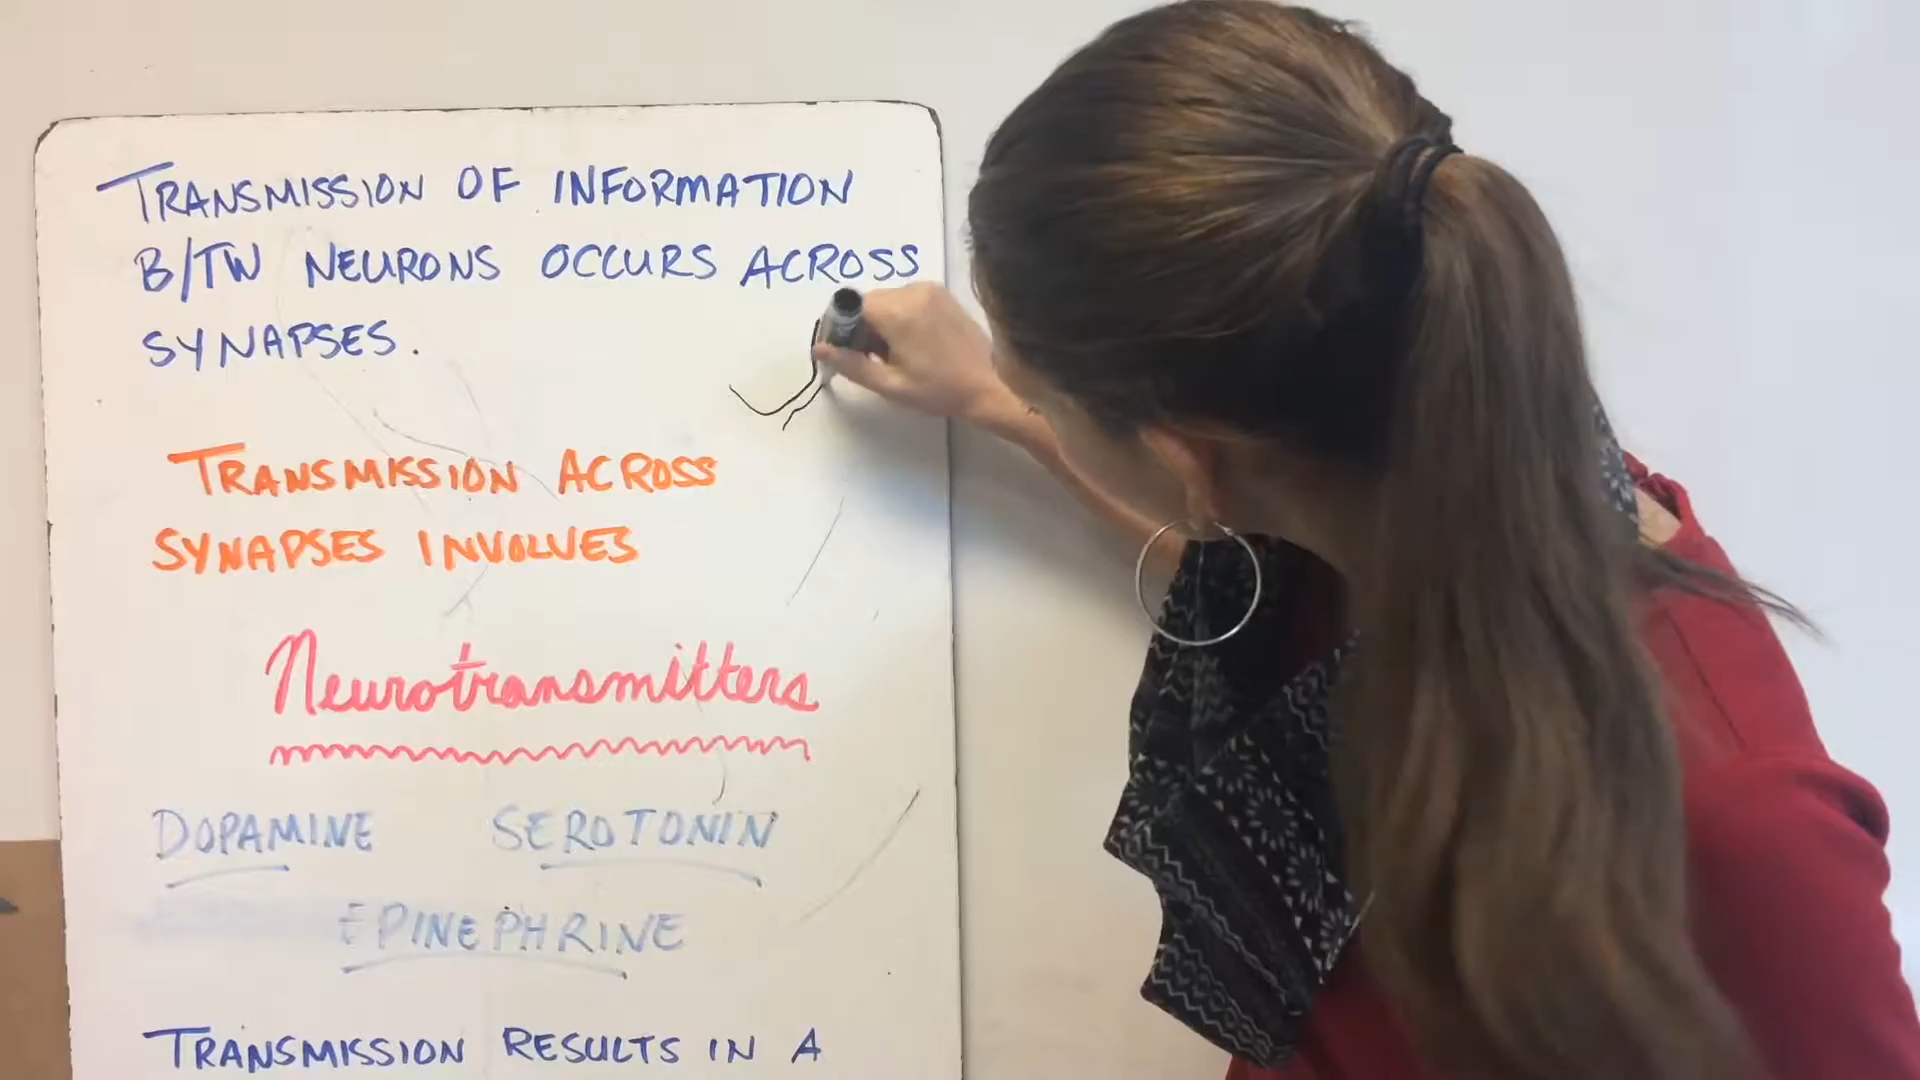 TRANSMISSION OF INFORMATION
B/TW NEURONS OCCURS ACROSS
SYNAPSES.
TRANSMISSION ACROSS
SYNAPSES INVOLVES
Neurotransmitters
DOPAMINE SEROTONIN
EPINEPHRINE
TRANSMISSION RESULTS IN A